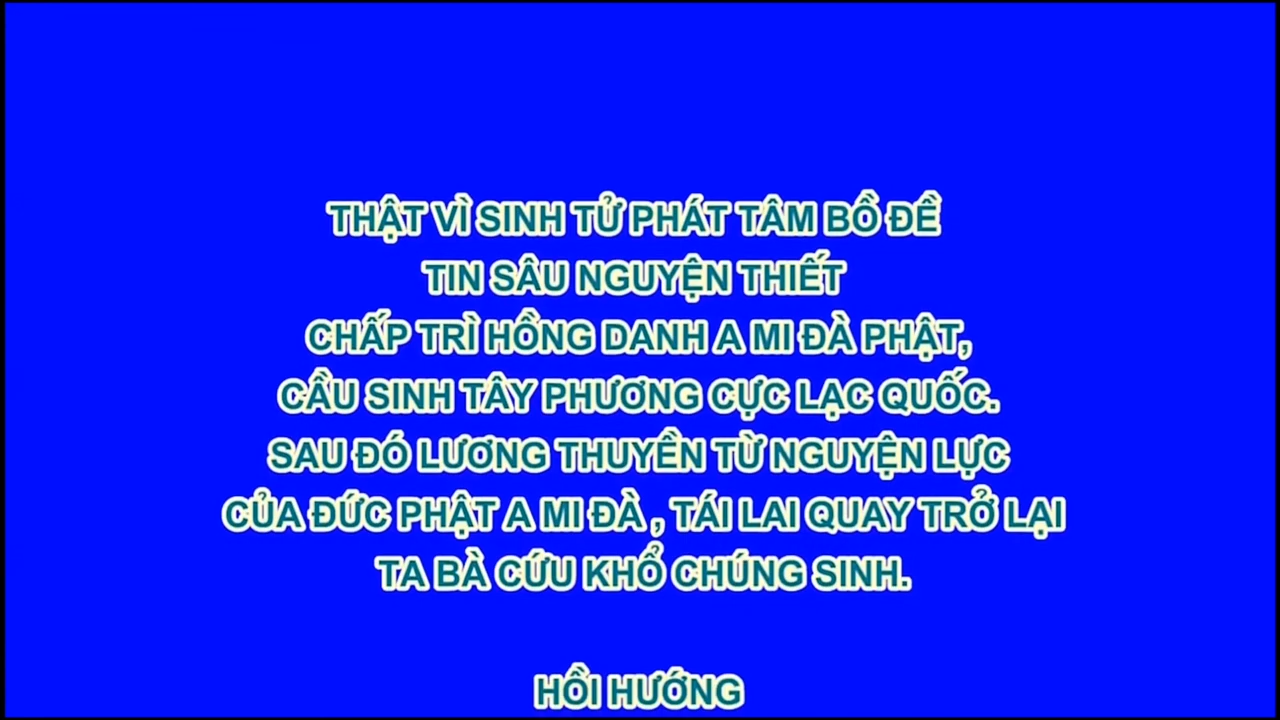 THẬT VÌ SINH TỬ PHÁT TÂM BỒ ĐỀ
TIN SÂU NGUYỆN THIẾT
CHẤP TRÌ HỒNG DANH A MI ĐÀ PHẬT,
CẦU SINH TÂY PHƯƠNG CỰC LẠC QUỐC.
SAU ĐÓ LƯƠNG THUYỀN TỪ NGUYỆN LỰC
CỦA ĐỨC PHẬT A MI ĐÀ , TÁI LAI QUAY TRỞ LẠI
TA BÀ CỨU KHỔ CHÚNG SINH.
HỒI HƯỚNG